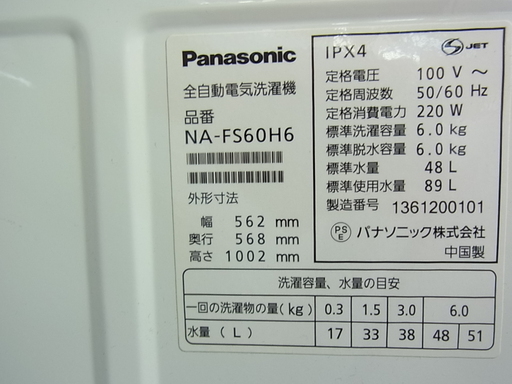 Panasonic
全自動電気洗濯機
品番
NA-FS60H6
外形寸法
幅 562 mm
奥行 568 mm
高さ 1002 mm
IPX4
JET
定格電圧 100 V ～
定格周波数 50/60 Hz
定格消費電力 220 W
標準洗濯容量 6.0 kg
標準脱水容量 6.0 kg
標準水量 48 L
標準使用水量 89 L
製造番号 1361200101
PSE パナソニック株式会社
中国製
洗濯容量、水量の目安
一回の洗濯物の量(kg) 0.3 1.5 3.0 6.0
水量 (L) 17 33 38 48 51